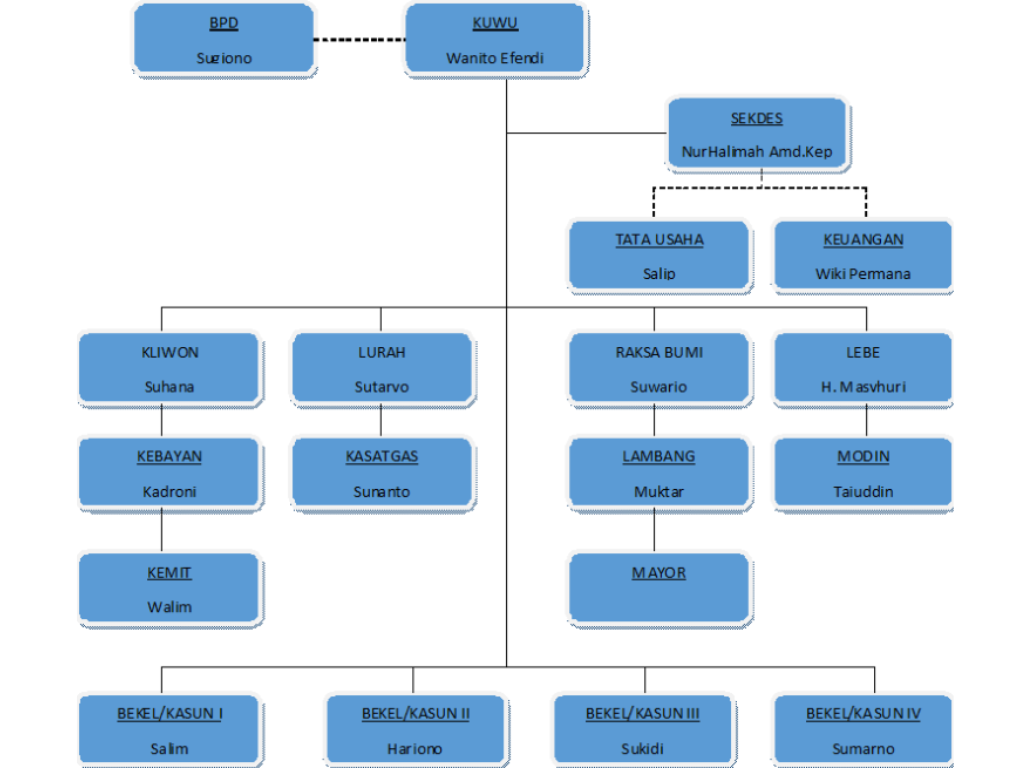 BPD
Sugiono
KUWU
Wanito Efendi
SEKDES
NurHalimah Amd.Kep
TATA USAHA
Salip
KEUANGAN
Wiki Permana
KLIWON
Suhana
LURAH
Sutarvo
RAKSA BUMI
Suwario
LEBE
H. Masvhuri
KEBAYAN
Kadroni
KASATGAS
Sunanto
LAMBANG
Muktar
MODIN
Taiuddin
KEMIT
Walim
MAYOR
BEKEL/KASUN I
Salim
BEKEL/KASUN II
Hariono
BEKEL/KASUN III
Sukidi
BEKEL/KASUN IV
Sumarno